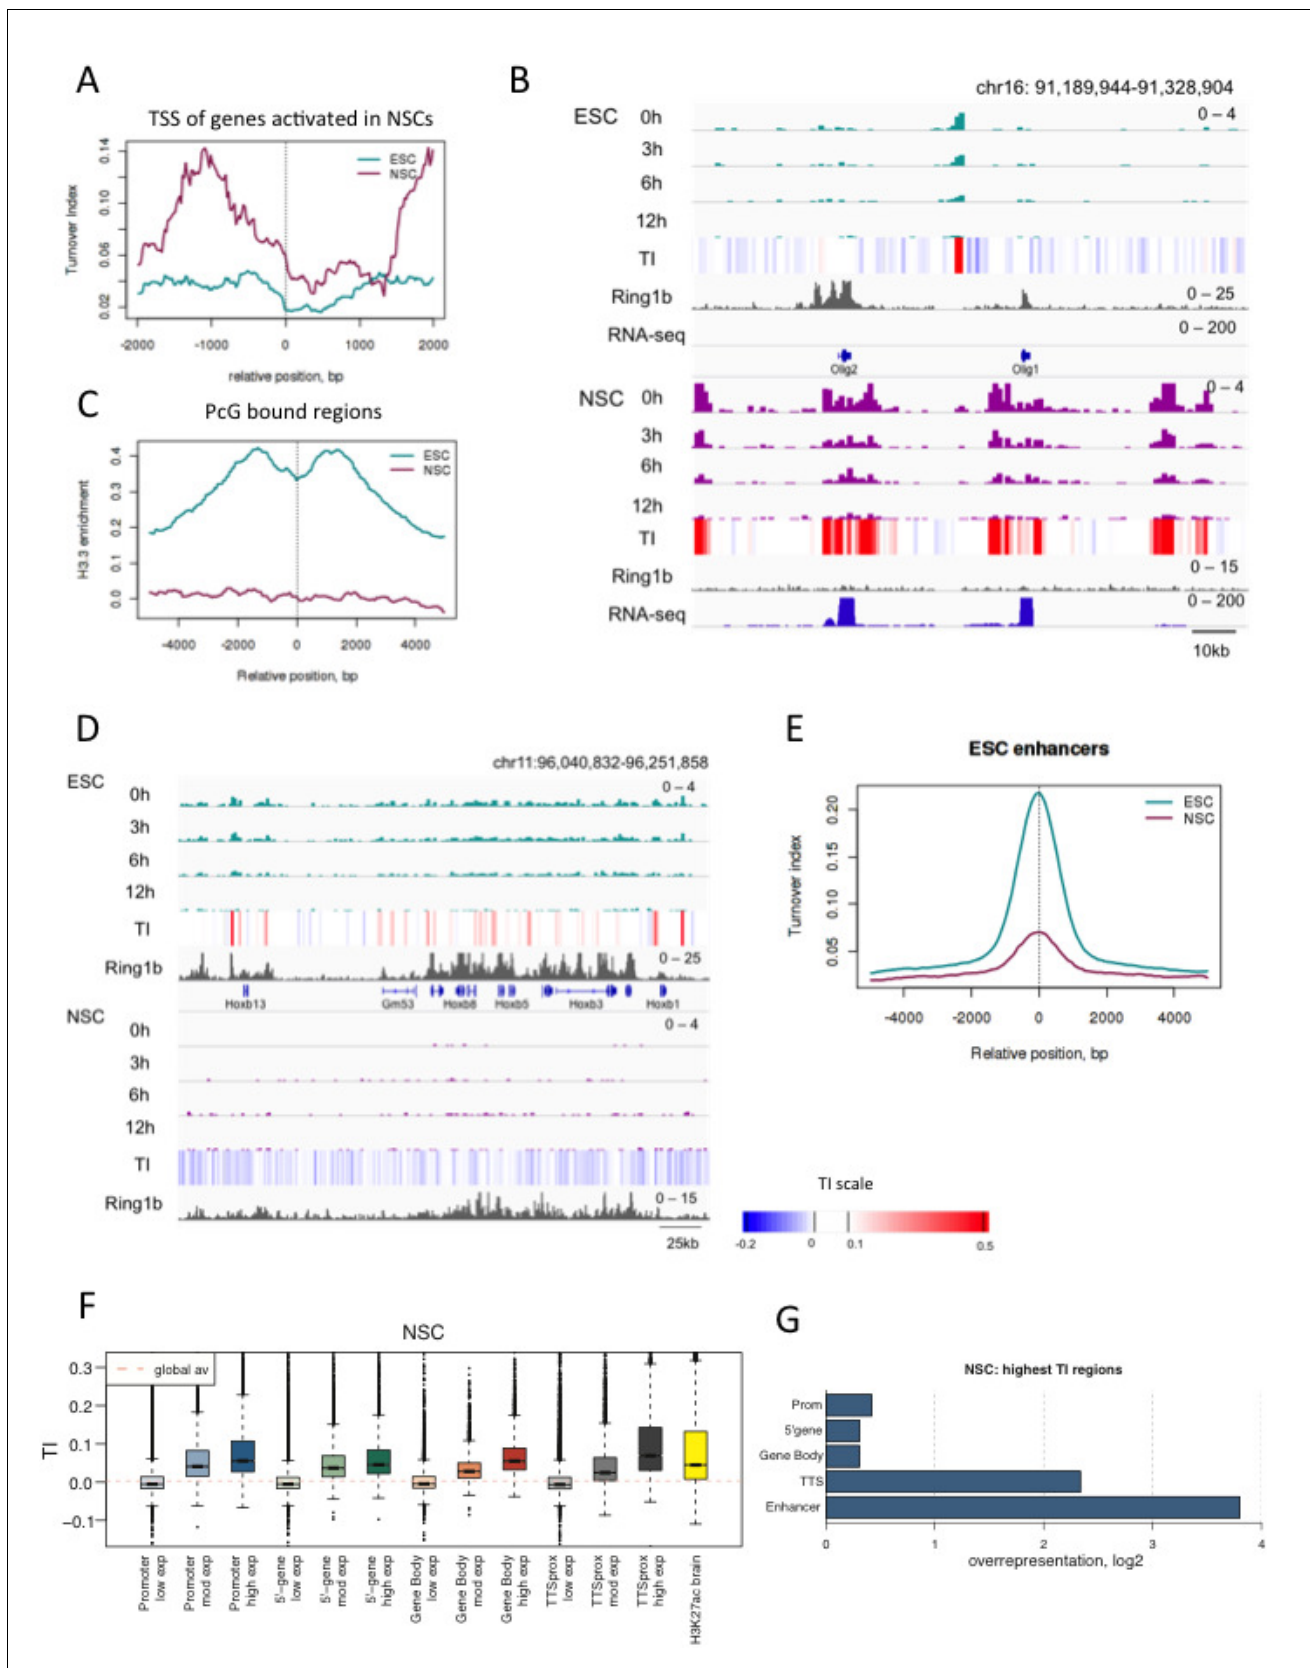 A
TSS of genes activated in NSCs
ESC
NSC
0.14
0.10
0.06
0.02
Turnover Index
-2000 -1000 0 1000 2000
relative position, bp
B
chr16: 91,189,944-91,328,904
ESC 0h 0 – 4
3h
6h
12h
TI
Ring1b 0 – 25
RNA-seq 0 – 200
Olig2 Olig1
NSC 0h 0 – 4
3h
6h
12h
TI
Ring1b 0 – 15
RNA-seq 0 – 200
10kb
C
PcG bound regions
ESC
NSC
0.4
0.3
0.2
0.1
0.0
H3.3 enrichment
-4000 -2000 0 2000 4000
Relative position, bp
D
chr11:96,040,832-96,251,858
ESC 0h 0 – 4
3h
6h
12h
TI
Ring1b 0 – 25
Hoxb13 Gm53 Hoxb6 Hoxb5 Hoxb3 Hoxb1
NSC 0h 0 – 4
3h
6h
12h
TI
Ring1b 0 – 15
25kb
E
ESC enhancers
ESC
NSC
0.20
0.15
0.10
0.05
Turnover index
-4000 -2000 0 2000 4000
Relative position, bp
TI scale
-0.2 0 0.1 0.5
F
NSC
global av
0.3
0.2
0.1
0.0
−0.1
TI
Promoter low exp
Promoter mod exp
Promoter high exp
5'−gene low exp
5'−gene mod exp
5'−gene high exp
Gene Body low exp
Gene Body mod exp
Gene Body high exp
TTSprox low exp
TTSprox mod exp
TTSprox high exp
H3K27ac brain
G
NSC: highest TI regions
Prom
5'gene
Gene Body
TTS
Enhancer
0 1 2 3 4
overrepresentation, log2